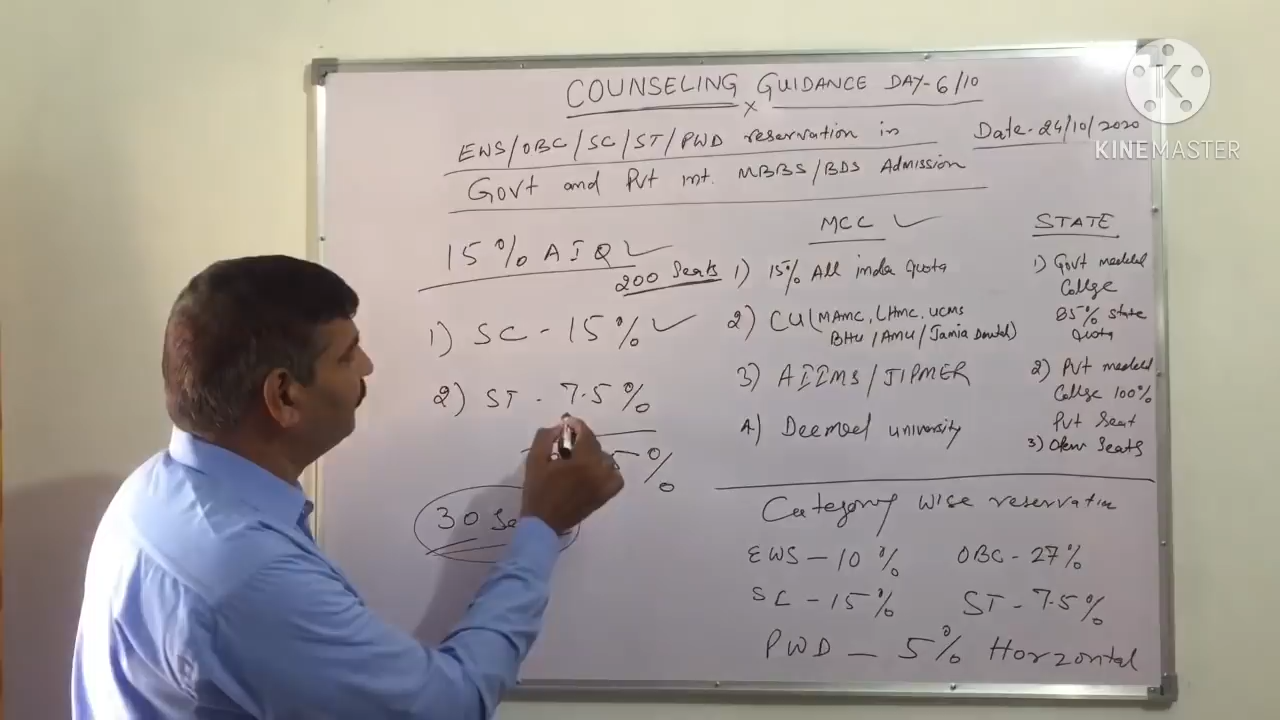 COUNSELING GUIDANCE DAY-6/10
x
EWS/OBC/SC/ST/PWD reservation in
Govt and Pvt int. MBBS/BDS Admission
Date-24/10/2020
K
KINEMASTER
15% AIQ ✓
200 Seats
1) SC - 15% ✓
2) ST - 7.5%
5%
30
MCC ✓
1) 15% All india Quota
2) CU (MAMC, LHMC, UCMS
BHU, AMU/Jamia Dental)
3) AIIMS/JIPMER
4) Deemed university
STATE
1) Govt medical
College
85% state
Quota
2) Pvt medical
College 100%
Pvt Seat
3) Seats
Category wise reservation
EWS - 10% OBC - 27%
SC - 15% ST - 7.5%
PWD - 5% Horzontal